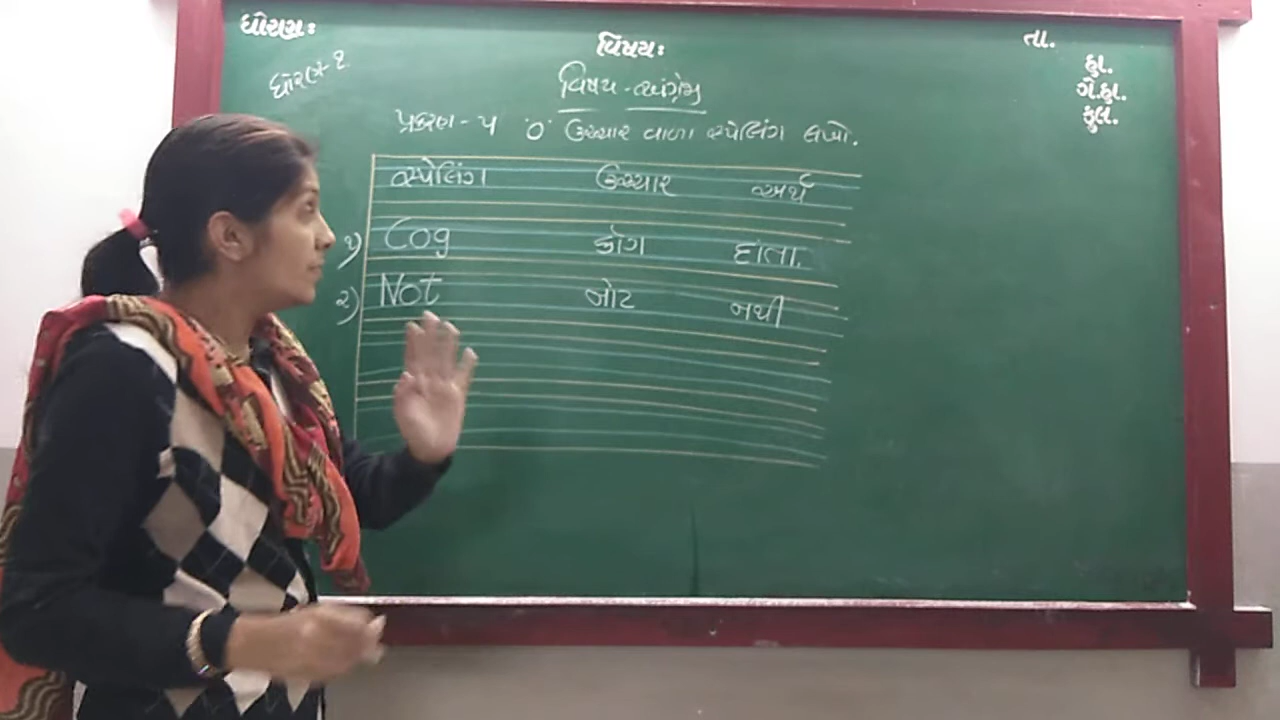 ધોરણઃ
વિષયઃ
તા.
હા.
ગે.હા.
કુલ.
ધોરણ-૨
વિષય-અંગ્રેજી
પ્રકરણ-૫ 'o' ઉચ્ચાર વાળા સ્પેલિંગ લખો.
સ્પેલિંગ ઉચ્ચાર અર્થ
૧) Cog કૉગ દાંતા.
૨) Not નોટ નથી